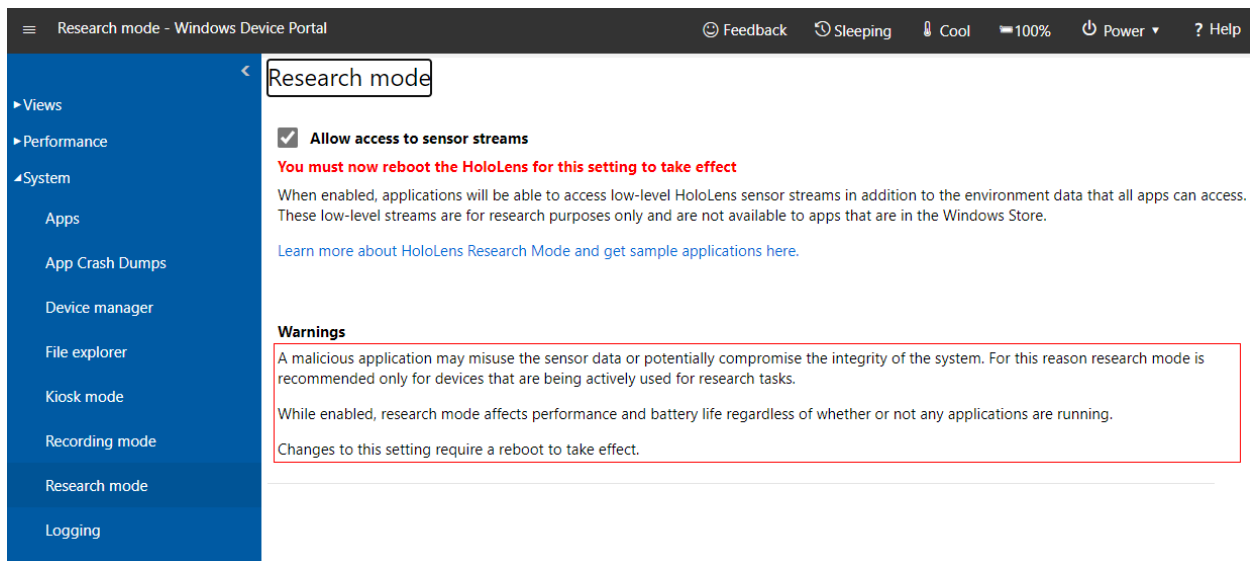 Research mode - Windows Device Portal
Feedback
Sleeping
Cool
100%
Power
? Help
Views
Performance
System
Apps
App Crash Dumps
Device manager
File explorer
Kiosk mode
Recording mode
Research mode
Logging
Research mode
Allow access to sensor streams
You must now reboot the HoloLens for this setting to take effect
When enabled, applications will be able to access low-level HoloLens sensor streams in addition to the environment data that all apps can access.
These low-level streams are for research purposes only and are not available to apps that are in the Windows Store.
Learn more about HoloLens Research Mode and get sample applications here.
Warnings
A malicious application may misuse the sensor data or potentially compromise the integrity of the system. For this reason research mode is
recommended only for devices that are being actively used for research tasks.
While enabled, research mode affects performance and battery life regardless of whether or not any applications are running.
Changes to this setting require a reboot to take effect.